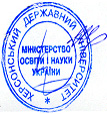 ХЕРСОНСЬКИЙ ДЕРЖАВНИЙ УНІВЕРСИТЕТ
МІНІСТЕРСТВО
ОСВІТИ І НАУКИ
УКРАЇНИ